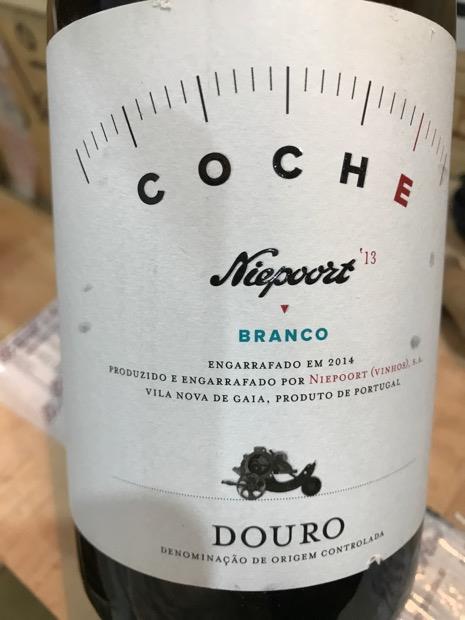 COCHE
Niepoort '13
BRANCO
ENGARRAFADO EM 2014
PRODUZIDO E ENGARRAFADO POR NIEPOORT (VINHOS), S.A.
VILA NOVA DE GAIA, PRODUTO DE PORTUGAL
DOURO
DENOMINAÇÃO DE ORIGEM CONTROLADA